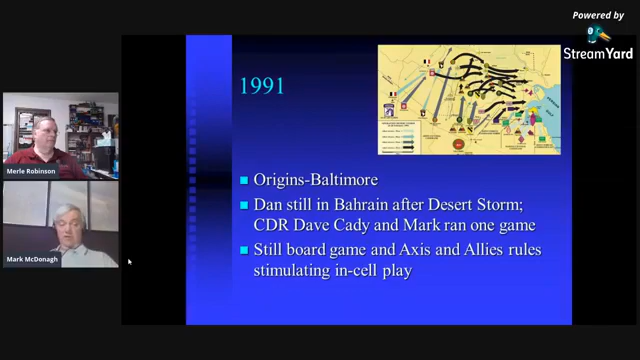 Powered by
StreamYard
1991
Origins-Baltimore
Dan still in Bahrain after Desert Storm;
CDR Dave Cady and Mark ran one game
Still board game and Axis and Allies rules
stimulating in-cell play
Merle Robinson
Mark McDonagh